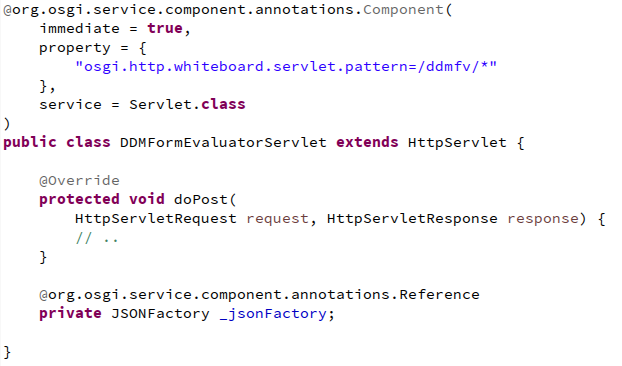 @org.osgi.service.component.annotations.Component(
    immediate = true,
    property = {
        "osgi.http.whiteboard.servlet.pattern=/ddmfv/*"
    },
    service = Servlet.class
)
public class DDMFormEvaluatorServlet extends HttpServlet {
    @Override
    protected void doPost(
        HttpServletRequest request, HttpServletResponse response) {
        // ..
    }
    @org.osgi.service.component.annotations.Reference
    private JSONFactory _jsonFactory;
}